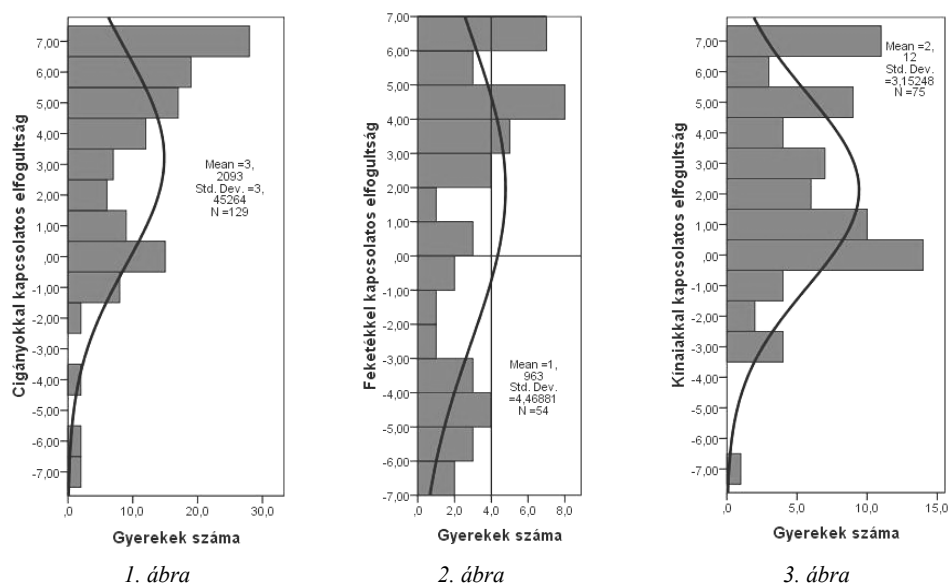 7,00
6,00
5,00
4,00
3,00
2,00
1,00
,00
-1,00
-2,00
-3,00
-4,00
-5,00
-6,00
-7,00
Cigányokkal kapcsolatos elfogultság
Mean =3,
2093
Std. Dev. =3,
45264
N =129
,0 10,0 20,0 30,0
Gyerekek száma
1. ábra
7,00
6,00
5,00
4,00
3,00
2,00
1,00
,00
-1,00
-2,00
-3,00
-4,00
-5,00
-6,00
-7,00
Feketékkel kapcsolatos elfogultság
Mean =1,
963
Std. Dev.
=4,46881
N =54
,0 2,0 4,0 6,0 8,0
Gyerekek száma
2. ábra
7,00
6,00
5,00
4,00
3,00
2,00
1,00
,00
-1,00
-2,00
-3,00
-4,00
-5,00
-6,00
-7,00
Kínaiakkal kapcsolatos elfogultság
Mean =2,
12
Std. Dev.
=3,15248
N =75
,0 5,0 10,0 15,0
Gyerekek száma
3. ábra